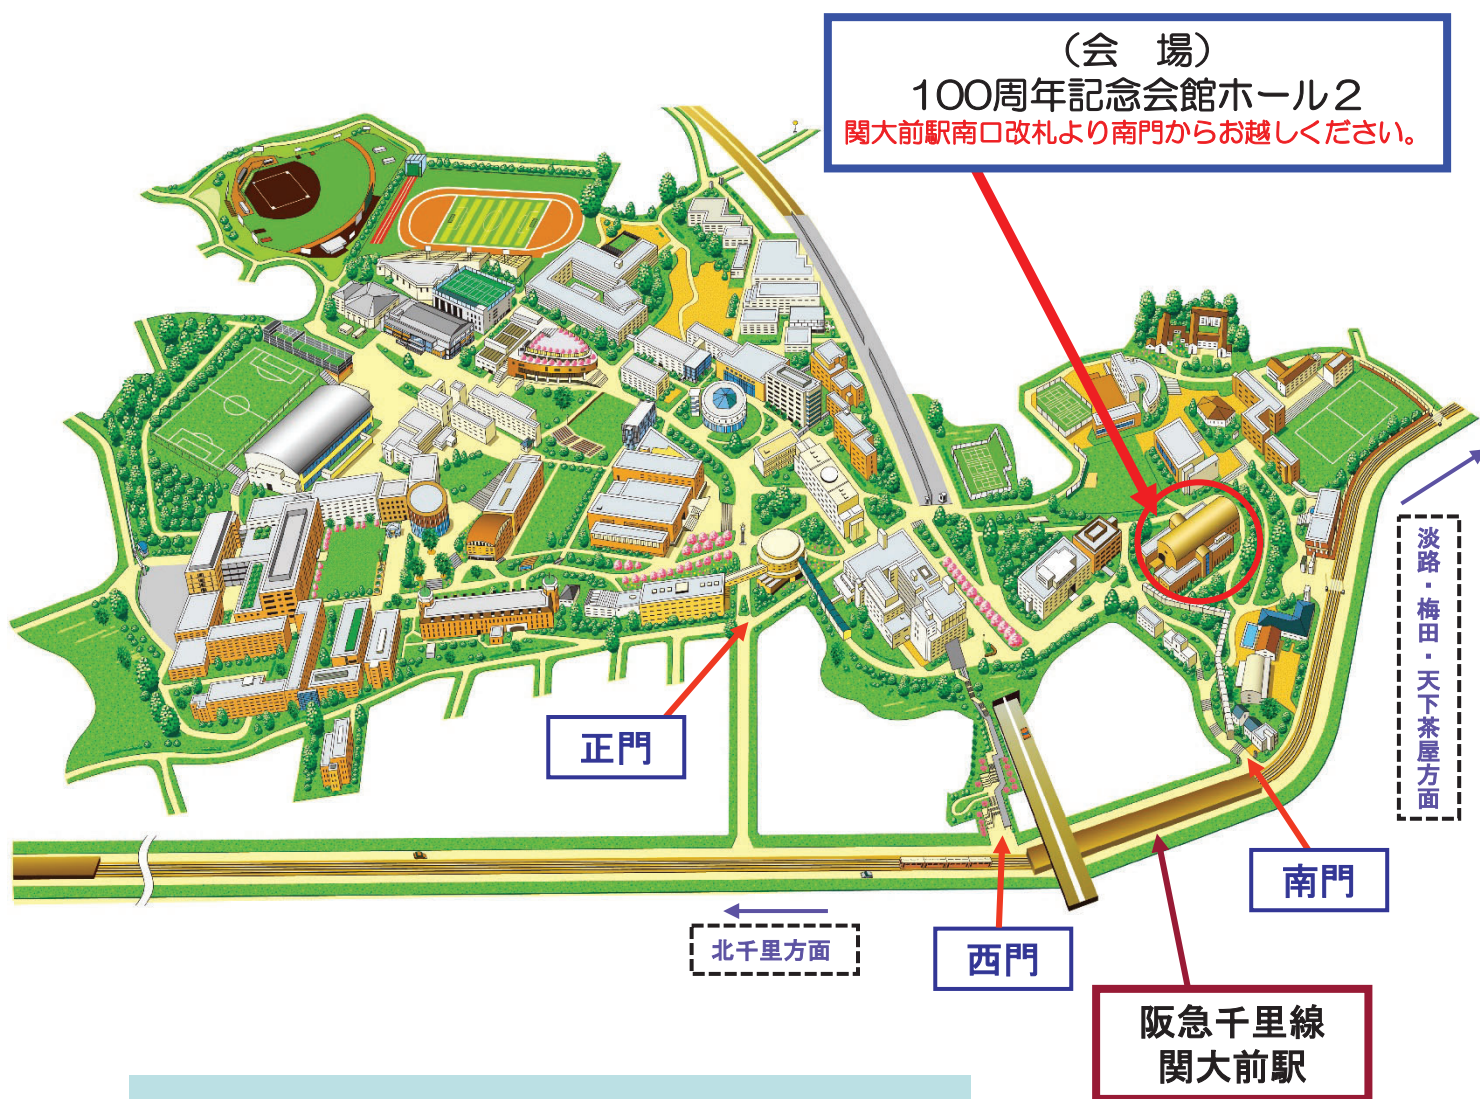 （会　場）
100周年記念会館ホール2
関大前駅南口改札より南門からお越しください。
淡路・梅田・天下茶屋方面
正門
南門
北千里方面
西門
阪急千里線
関大前駅